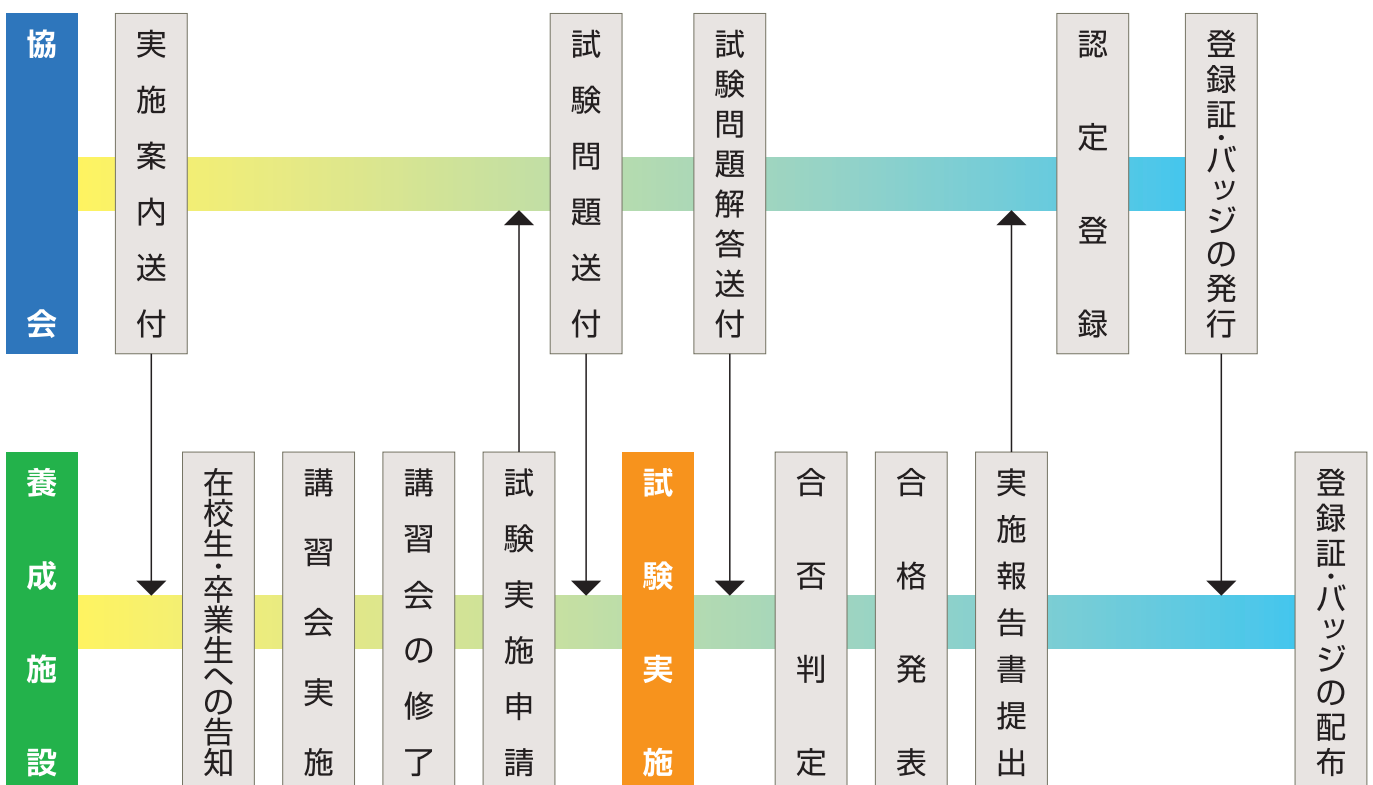 協会
実施案内送付
試験問題送付
試験問題解答送付
認定登録
登録証・バッジの発行
養成施設
在校生・卒業生への告知
講習会実施
講習会の修了
試験実施申請
試験実施
合否判定
合格発表
実施報告書提出
登録証・バッジの配布